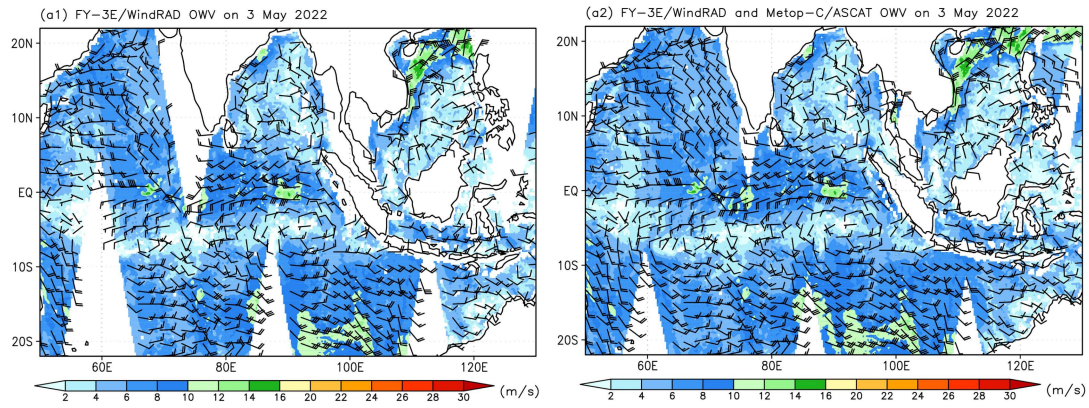 (a1) FY-3E/WindRAD OWV on 3 May 2022
20N
10N
EQ
10S
20S
60E 80E 100E 120E
2 4 6 8 10 12 14 16 20 24 26 28 30 (m/s)
(a2) FY-3E/WindRAD and Metop-C/ASCAT OWV on 3 May 2022
20N
10N
EQ
10S
20S
60E 80E 100E 120E
2 4 6 8 10 12 14 16 20 24 26 28 30 (m/s)